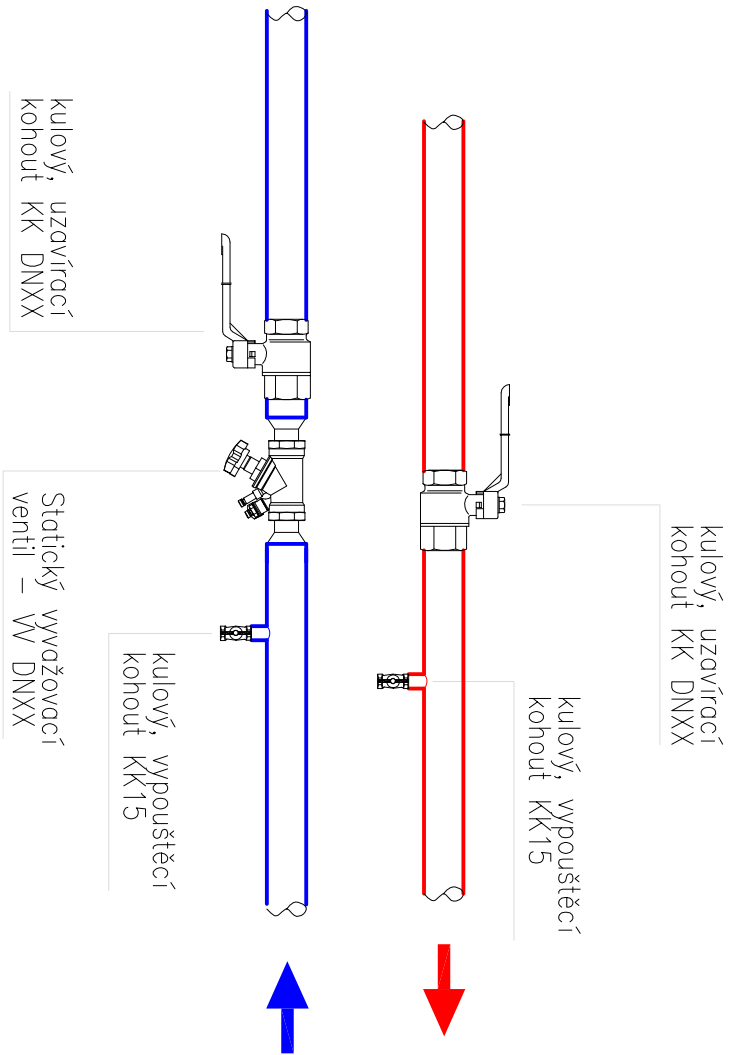 kulový, uzavírací
kohout KK DNXX
kulový, vypouštěcí
kohout KK15
kulový, vypouštěcí
kohout KK15
Statický vyvažovací
ventil – VV DNXX
kulový, uzavírací
kohout KK DNXX